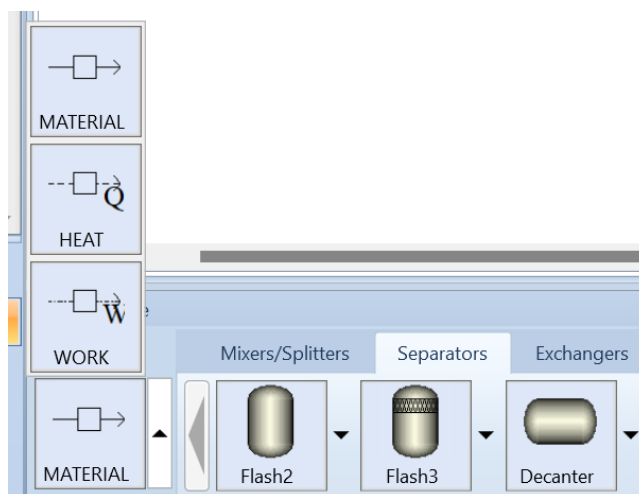 MATERIAL
Q
HEAT
W
WORK
Mixers/Splitters
Separators
Exchangers
MATERIAL
Flash2
Flash3
Decanter